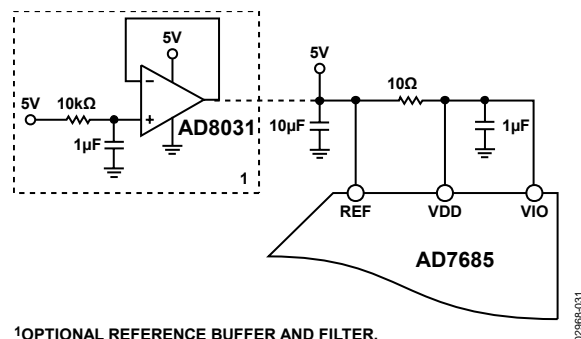 5V
5V
5V
10kΩ
–
+
AD8031
1µF
1
10µF
10Ω
1µF
REF
VDD
VIO
AD7685
¹OPTIONAL REFERENCE BUFFER AND FILTER.
02968-031